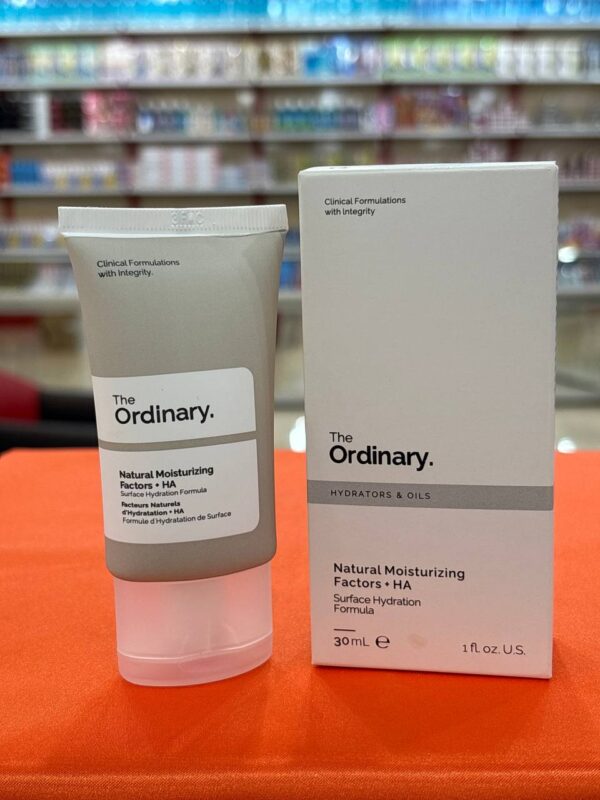 Clinical Formulations
with Integrity.
The
Ordinary.
Natural Moisturizing
Factors + HA
Surface Hydration Formula
Facteurs Naturels
d'Hydratation + HA
Formule d'Hydratation de Surface
Clinical Formulations
with Integrity
The
Ordinary.
HYDRATORS & OILS
Natural Moisturizing
Factors + HA
Surface Hydration
Formula
30mL ℮
1 fl. oz. U.S.